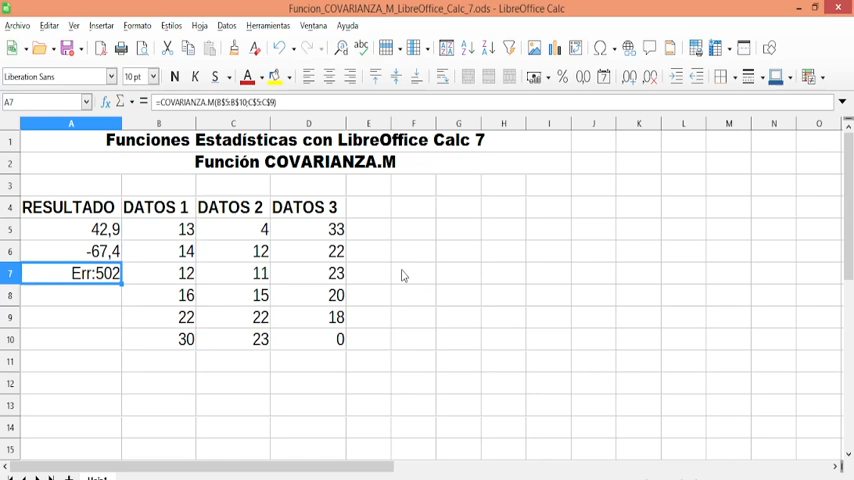 Funcion_COVARIANZA_M_LibreOffice_Calc_7.ods - LibreOffice Calc
Archivo Editar Ver Insertar Formato Estilos Hoja Datos Herramientas Ventana Ayuda
Liberation Sans 10 pt N K S
A7 =COVARIANZA.M(B$5:B$10;C$5:C$9)
A B C D E F G H I J K L M N O
1 Funciones Estadísticas con LibreOffice Calc 7
2 Función COVARIANZA.M
3
4 RESULTADO DATOS 1 DATOS 2 DATOS 3
5 42,9 13 4 33
6 -67,4 14 12 22
7 Err:502 12 11 23
8 16 15 20
9 22 22 18
10 30 23 0
11
12
13
14
15
Hoja1